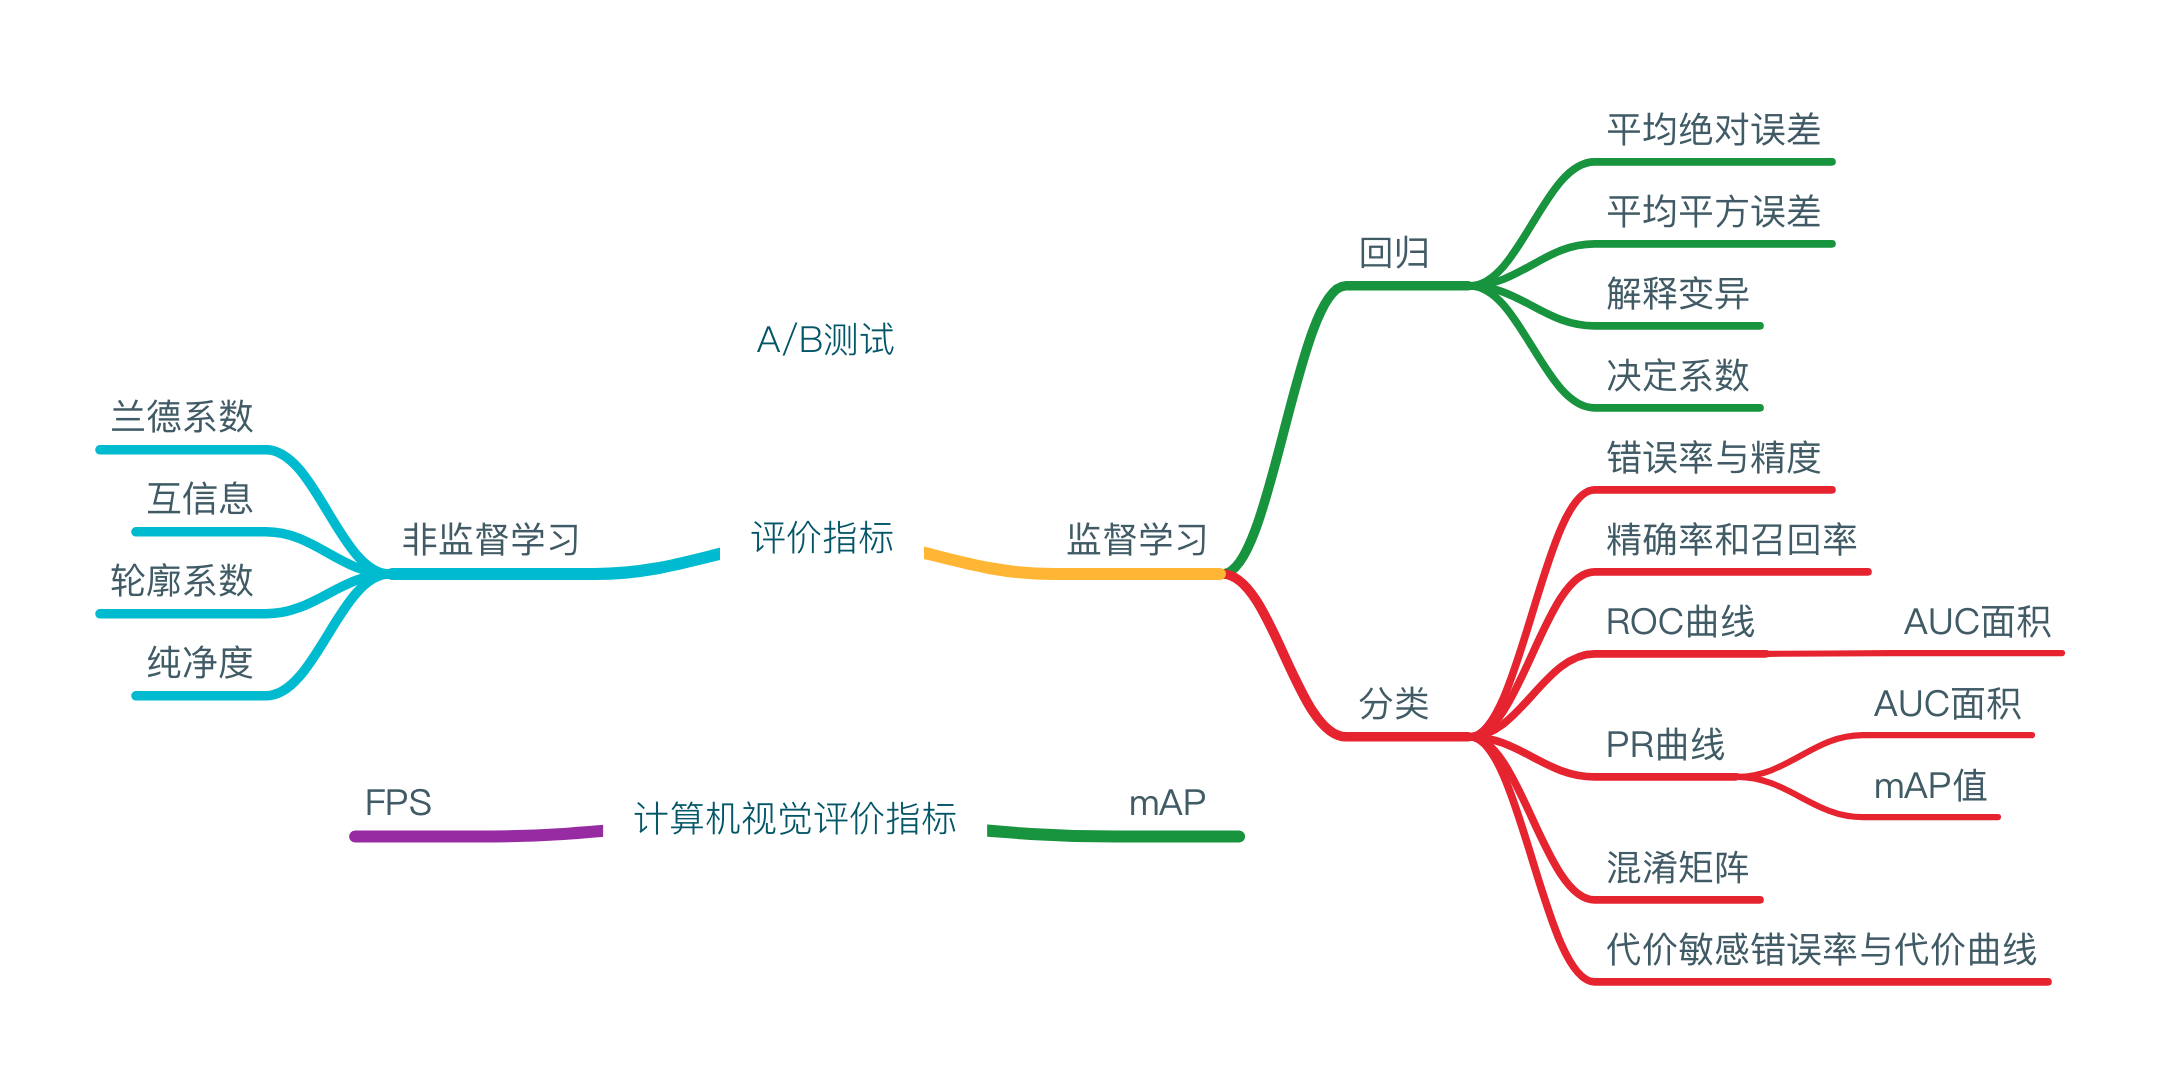 A/B测试
评价指标
监督学习
回归
平均绝对误差
平均平方误差
解释变异
决定系数
分类
错误率与精度
精确率和召回率
ROC曲线
AUC面积
PR曲线
AUC面积
mAP值
混淆矩阵
代价敏感错误率与代价曲线
非监督学习
兰德系数
互信息
轮廓系数
纯净度
计算机视觉评价指标
mAP
FPS